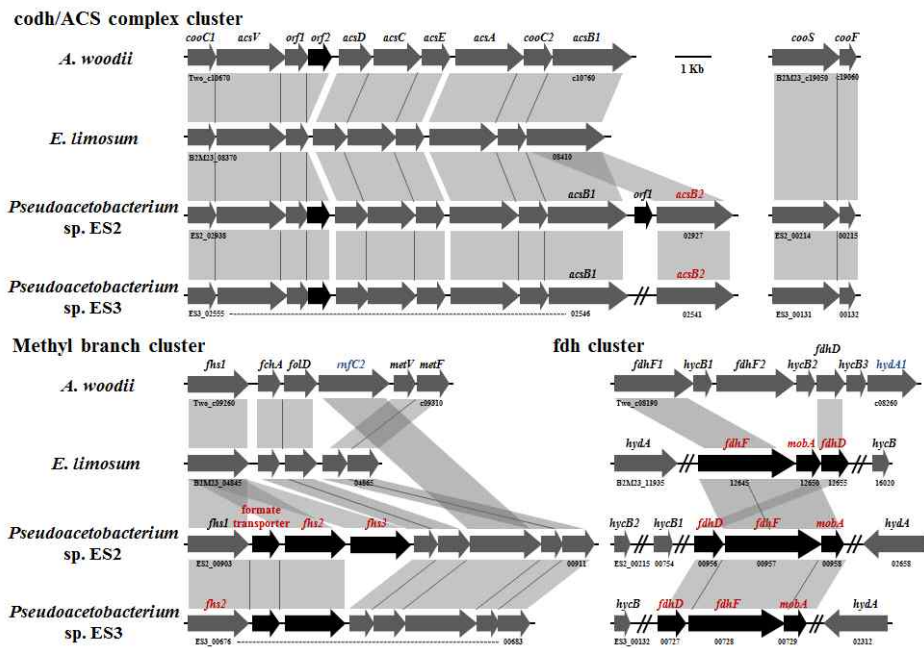 codh/ACS complex cluster
cooC1 acsV orf1 orf2 acsD acsC acsE acsA cooC2 acsB1 cooS cooF
A. woodii
1 Kb
Two_c10670 c10760 B2M23_c19050 c19060
E. limosum
B2M23_08370 08410
acsB1 orf1 acsB2
Pseudoacetobacterium
sp. ES2
ES2_02938 02927 ES2_00214 00215
acsB1 acsB2
Pseudoacetobacterium
sp. ES3
ES3_02555 02546 02541 ES3_00131 00132
Methyl branch cluster
fhs1 fchA folD rnfC2 metV metF
A. woodii
Two_c09260 c09310
E. limosum
B2M23_04845 04865
fhs1 formate
transporter fhs2 fhs3
Pseudoacetobacterium
sp. ES2
ES2_00903 00911
fhs2
Pseudoacetobacterium
sp. ES3
ES3_00676 00683
fdh cluster
fdhD
fdhF1 hycB1 fdhF2 hycB2 hycB3 hydA1
Two_c08190 c08260
hydA fdhF mobA fdhD hycB
B2M23_11935 12645 12650 12655 16020
hycB2 hycB1 fdhD fdhF mobA hydA
ES2_00215 00754 00956 00957 00958 02658
hycB fdhD fdhF mobA hydA
ES3_00132 00727 00728 00729 02312